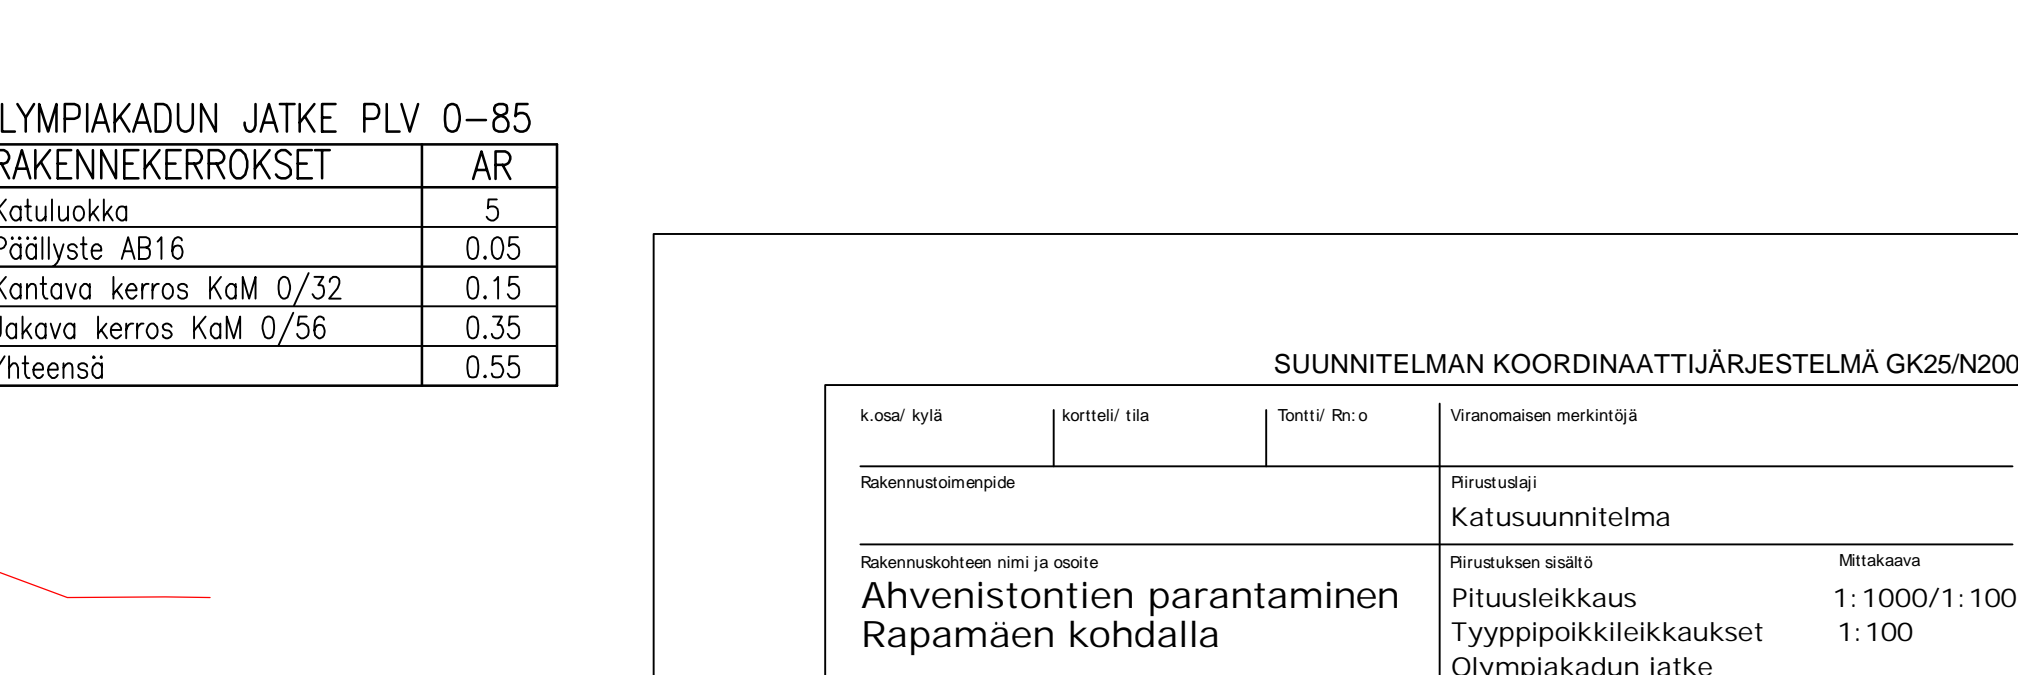 LYMPIAKADUN JATKE PLV 0-85
RAKENNEKERROKSET AR
Katuluokka 5
Päällyste AB16 0.05
Kantava kerros KaM 0/32 0.15
Jakava kerros KaM 0/56 0.35
Yhteensä 0.55
SUUNNITELMAN KOORDINAATTIJÄRJESTELMÄ GK25/N200
k.osa/ kylä kortteli/ tila Tontti/ Rn:o Viranomaisen merkintöjä
Rakennustoimenpide Piirustuslaji
Katusuunnitelma
Rakennuskohteen nimi ja osoite Piirustuksen sisältö Mittakaava
Ahvenistontien parantaminen Pituusleikkaus 1:1000/1:100
Rapamäen kohdalla Tyyppipoikkileikkaukset 1:100
Olympiakadun jatke